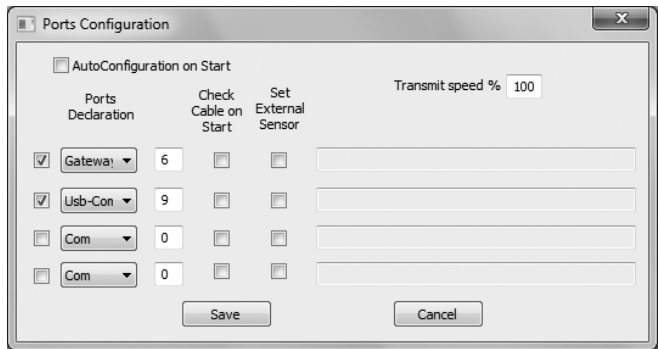 Ports Configuration
AutoConfiguration on Start
Transmit speed % 100
Ports
Declaration
Check
Cable on
Start
Set
External
Sensor
Gateway 6
Usb-Com 9
Com 0
Com 0
Save Cancel